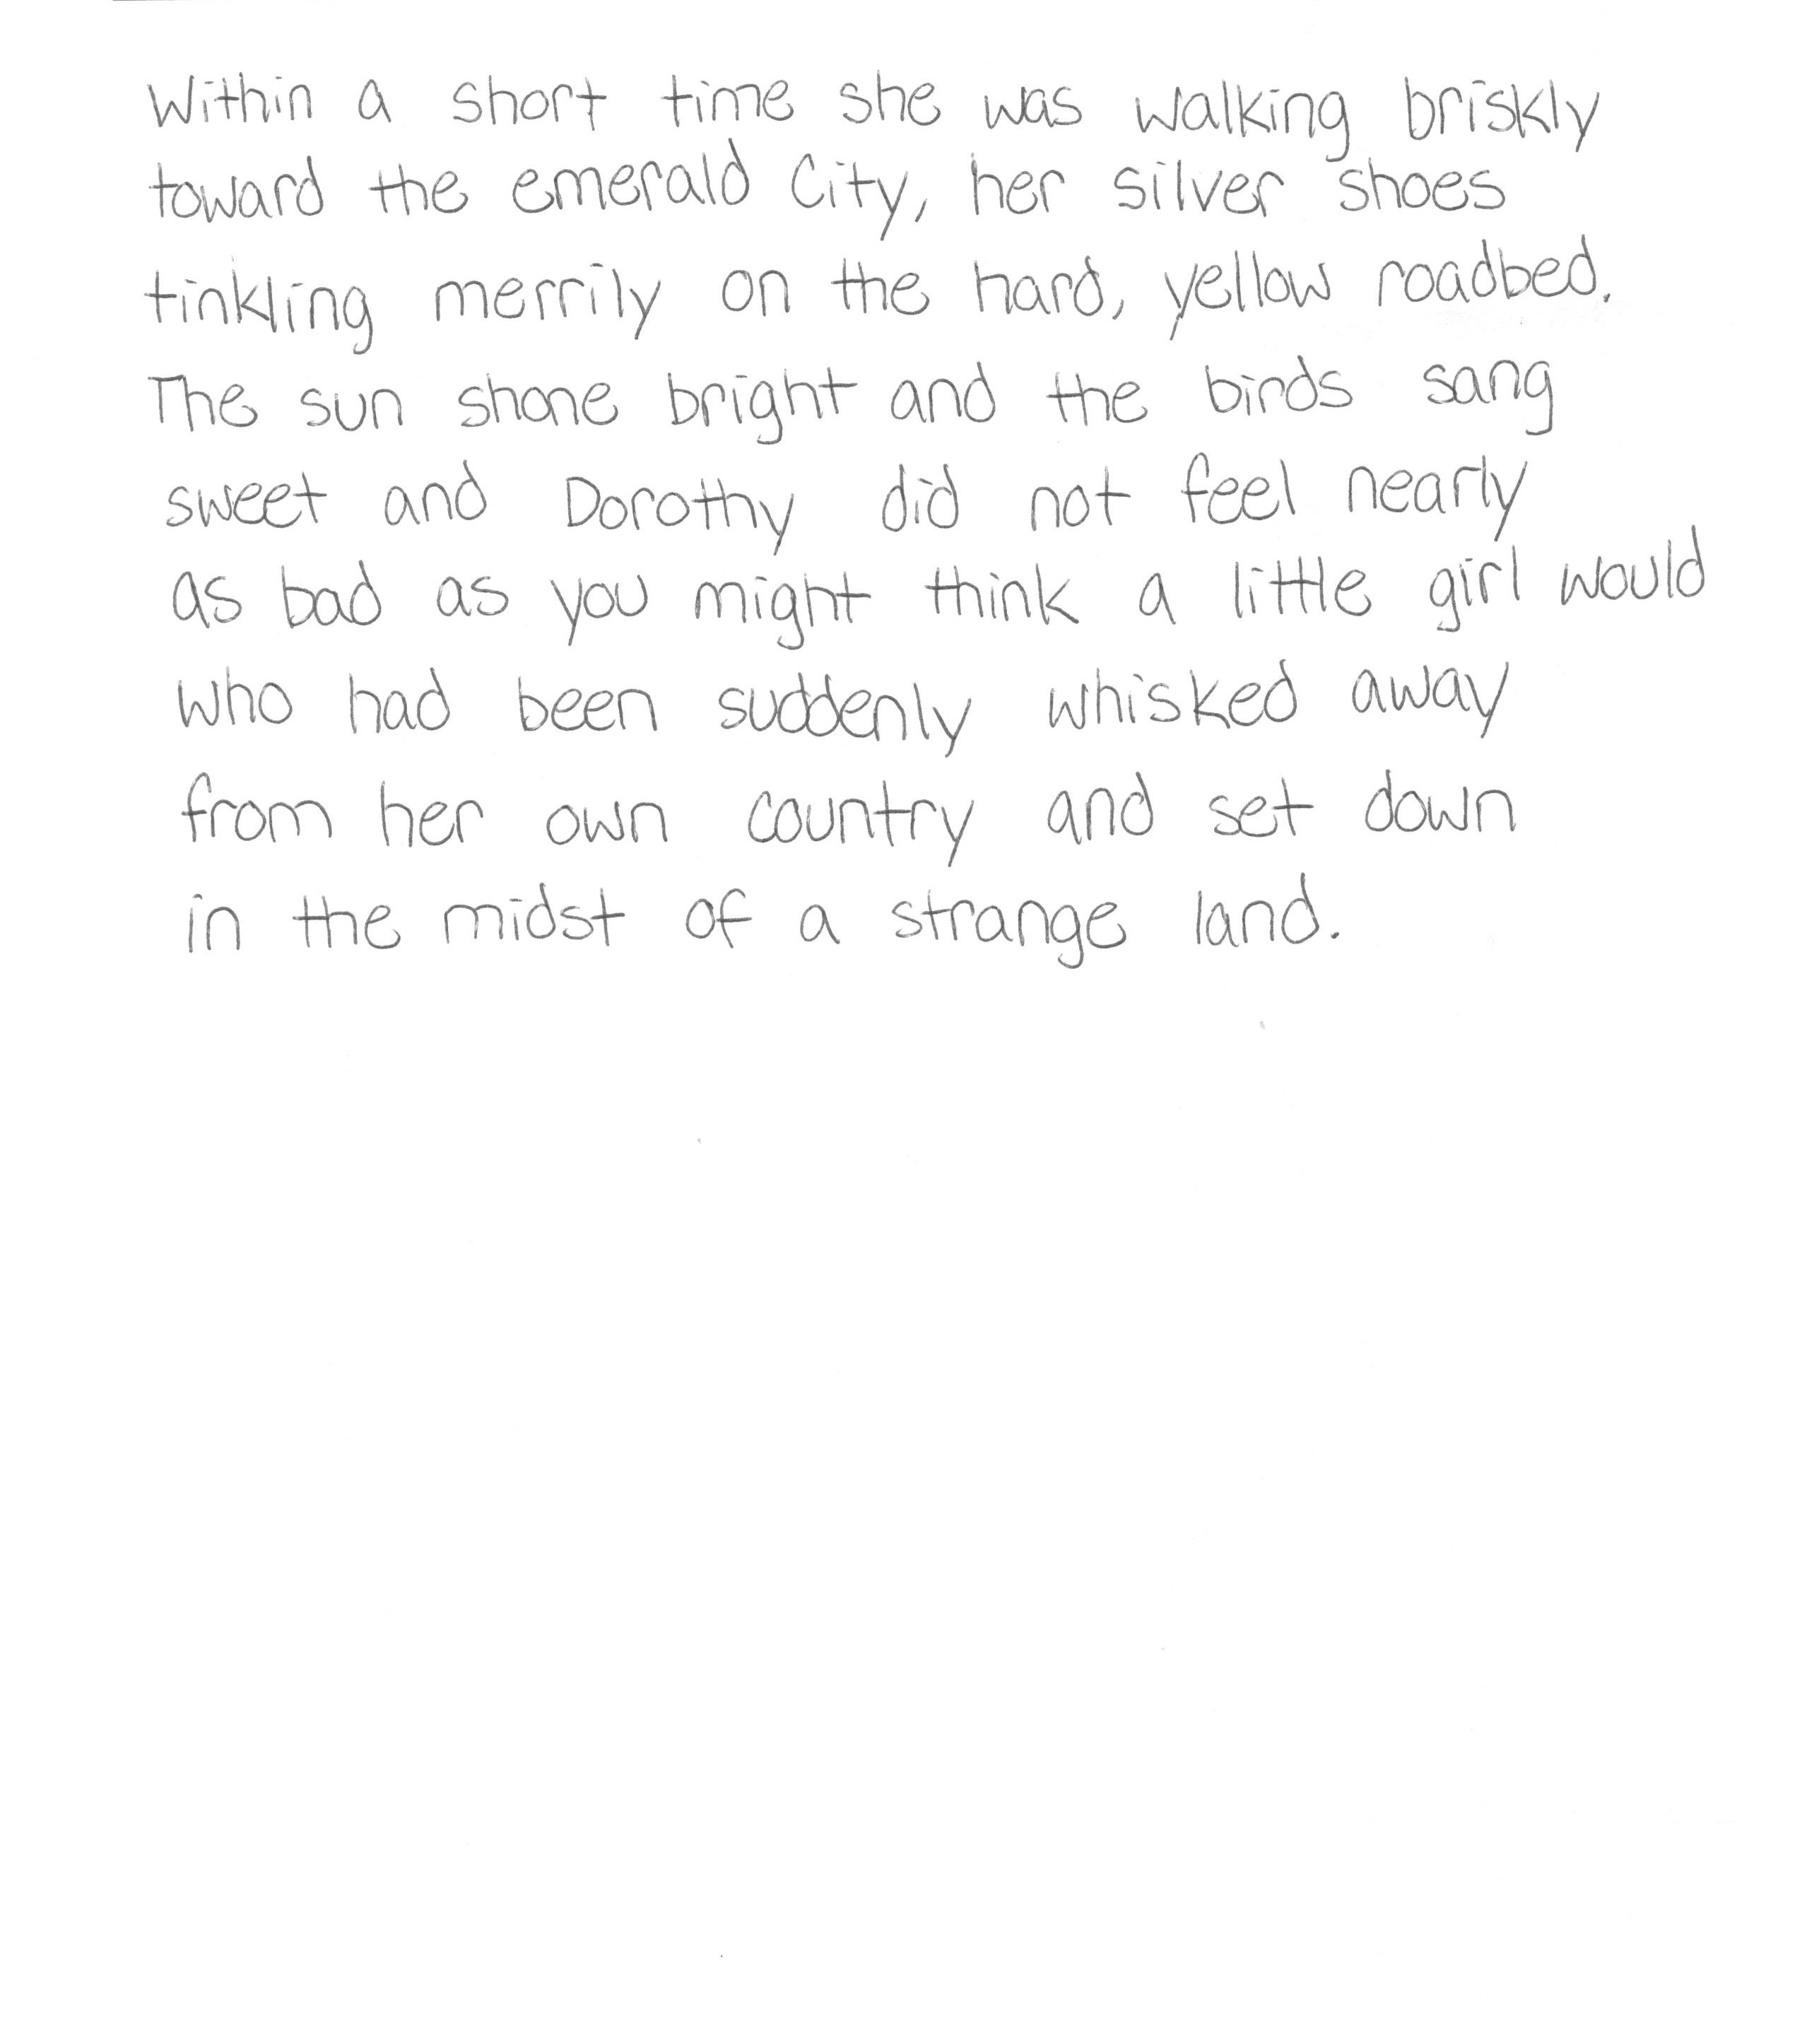 Within a short time she was walking briskly
toward the emerald City, her silver shoes
tinkling merrily on the hard, yellow roadbed.
The sun shone bright and the birds sang
sweet and Dorothy did not feel nearly
as bad as you might think a little girl would
who had been suddenly whisked away
from her own country and set down
in the midst of a strange land.